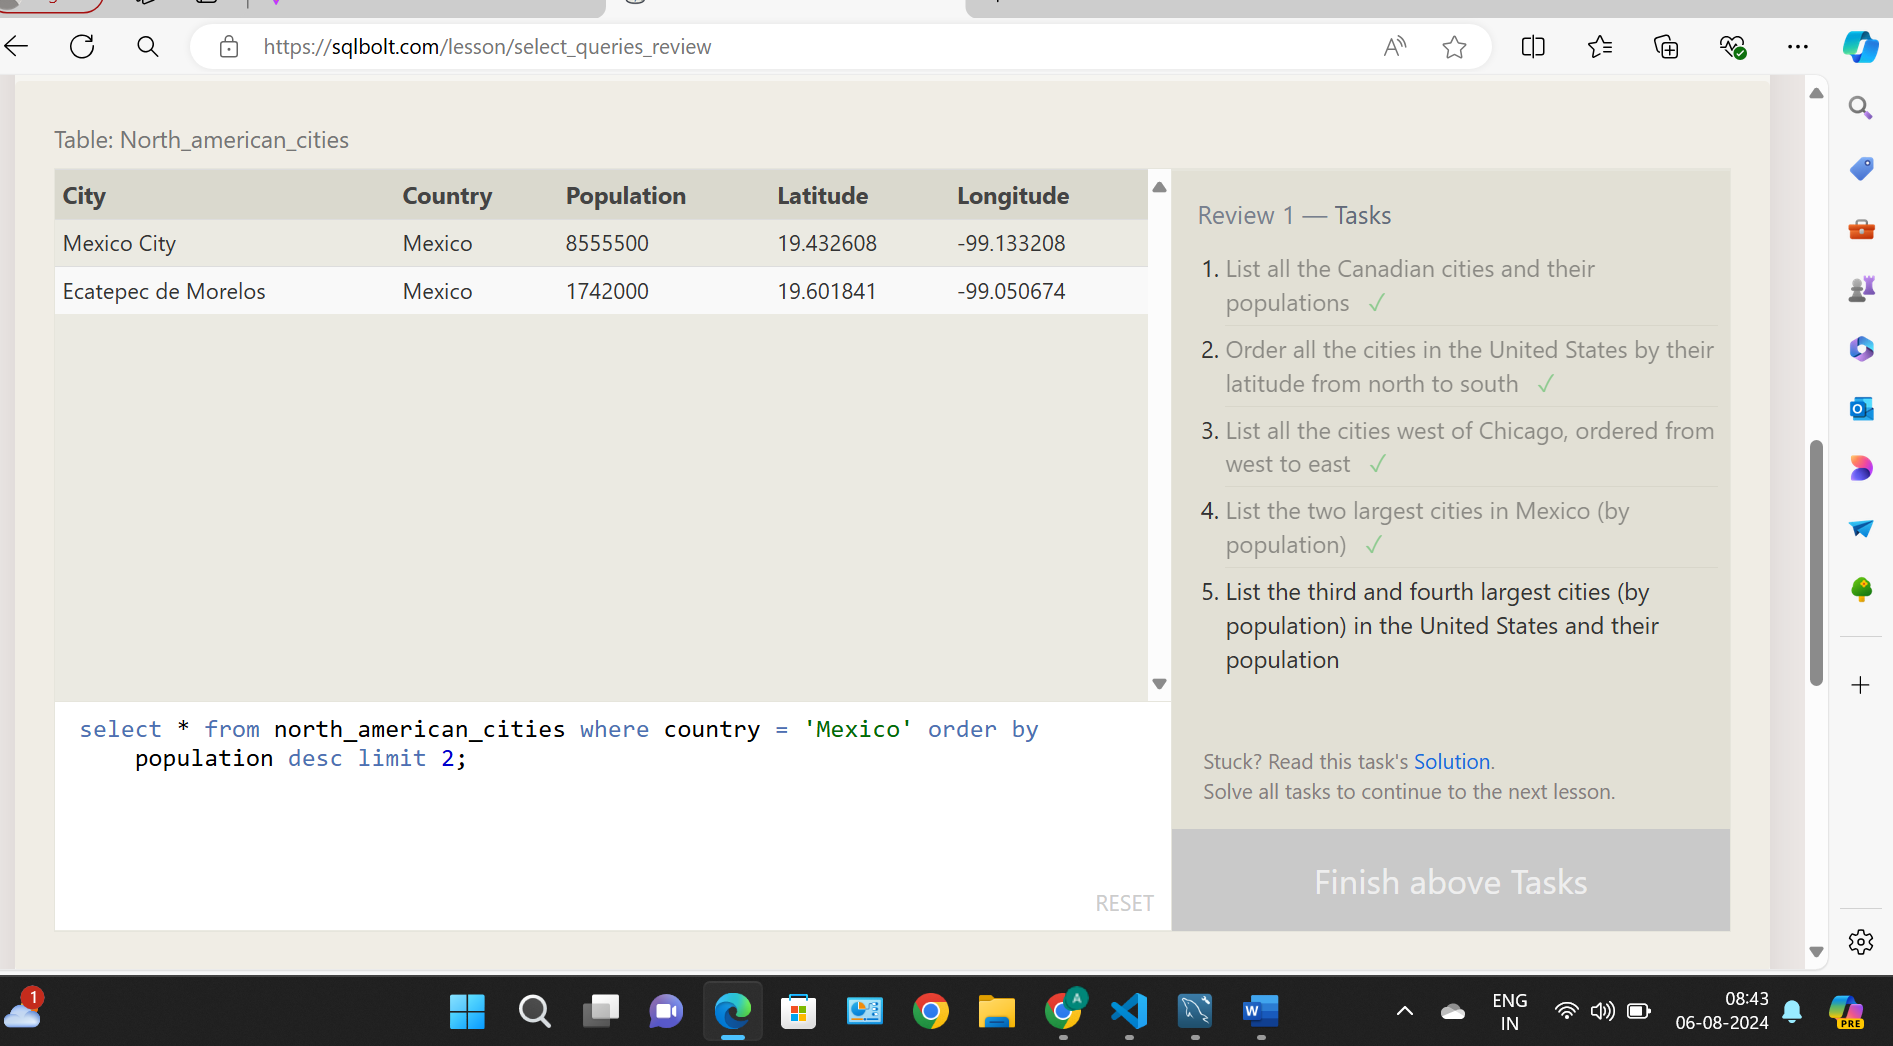 https://sqlbolt.com/lesson/select_queries_review
Table: North_american_cities
City Country Population Latitude Longitude
Mexico City Mexico 8555500 19.432608 -99.133208
Ecatepec de Morelos Mexico 1742000 19.601841 -99.050674
select * from north_american_cities where country = 'Mexico' order by
population desc limit 2;
RESET
Review 1 — Tasks
1. List all the Canadian cities and their
populations ✓
2. Order all the cities in the United States by their
latitude from north to south ✓
3. List all the cities west of Chicago, ordered from
west to east ✓
4. List the two largest cities in Mexico (by
population) ✓
5. List the third and fourth largest cities (by
population) in the United States and their
population
Stuck? Read this task's Solution.
Solve all tasks to continue to the next lesson.
Finish above Tasks
1
A
W
ENG
IN
08:43
06-08-2024
PRE